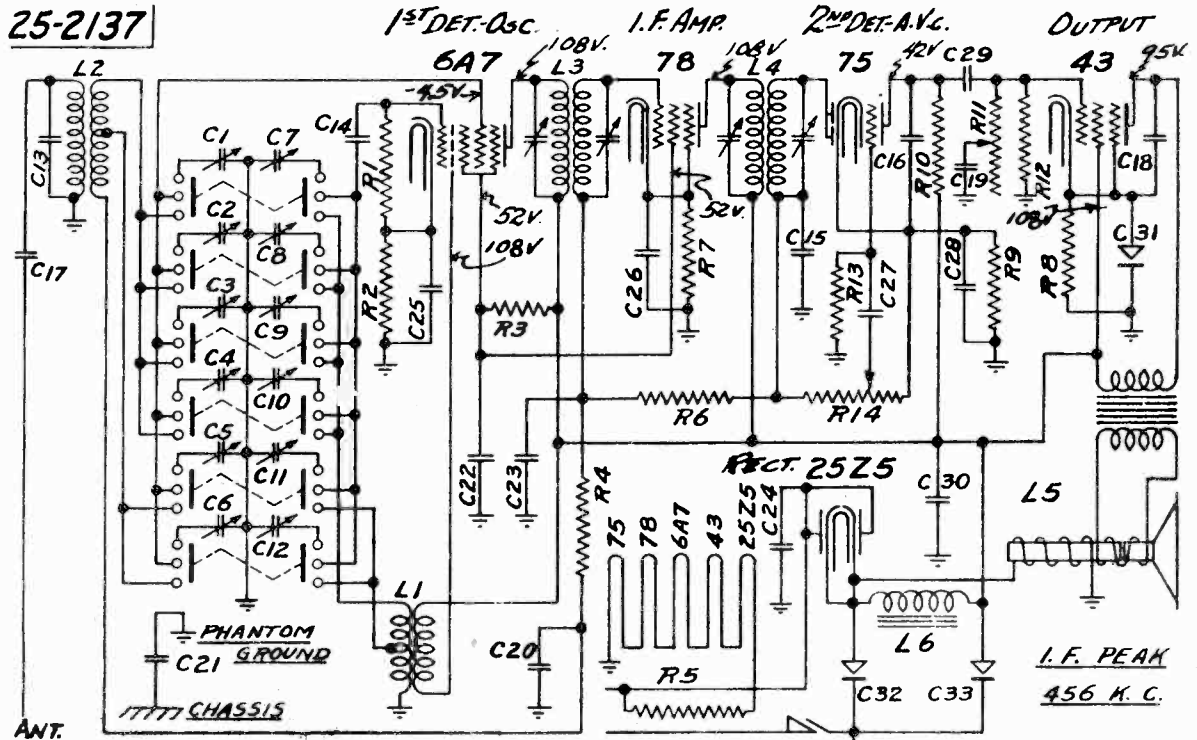 25-2137
1ST DET.-OSC.
6A7
I.F. AMP.
78
2ND DET-A.V.C.
75
OUTPUT
43
L2
C13
C17
C1
C7
C2
C8
C3
C9
C4
C10
C5
C11
C6
C12
C14
R1
R2
C25
-4.5V.
108V.
52V.
108V
L3
R3
C26
R7
52V.
108V
L4
C15
42V
C16
R13
C27
C29
R10
R11
C19
R12
C28
R9
108V
R8
95V.
C18
C31
R6
R14
C22
C23
R4
RECT. 25Z5
C24
C30
L5
75
78
6A7
43
25Z5
L1
C20
R5
L6
C32
C33
PHANTOM
GROUND
C21
CHASSIS
I.F. PEAK
456 K.C.
ANT.